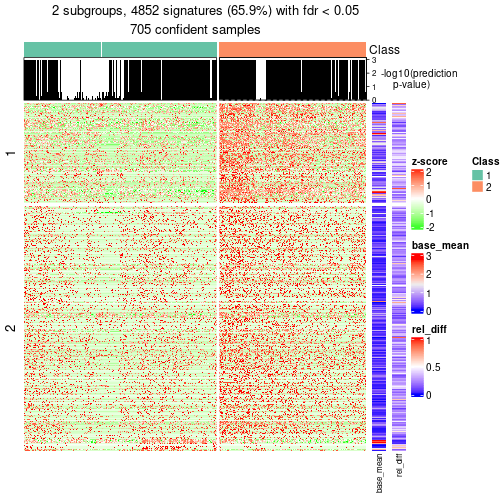 2 subgroups, 4852 signatures (65.9%) with fdr < 0.05
705 confident samples
Class
3
2
1
0
-log10(prediction
p-value)
1
2
z-score
2
1
0
-1
-2
Class
1
2
base_mean
3
2
1
0
rel_diff
1
0.5
0
base_mean
rel_diff